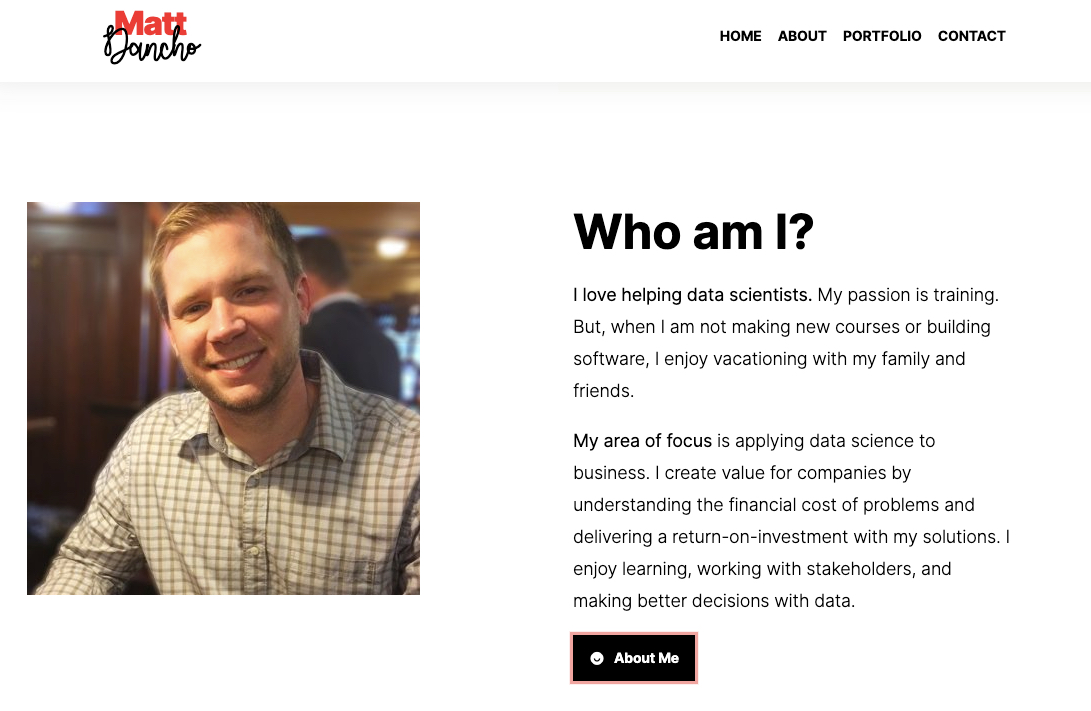 Matt
Dancho
HOME ABOUT PORTFOLIO CONTACT
Who am I?
I love helping data scientists. My passion is training.
But, when I am not making new courses or building
software, I enjoy vacationing with my family and
friends.
My area of focus is applying data science to
business. I create value for companies by
understanding the financial cost of problems and
delivering a return-on-investment with my solutions. I
enjoy learning, working with stakeholders, and
making better decisions with data.
About Me